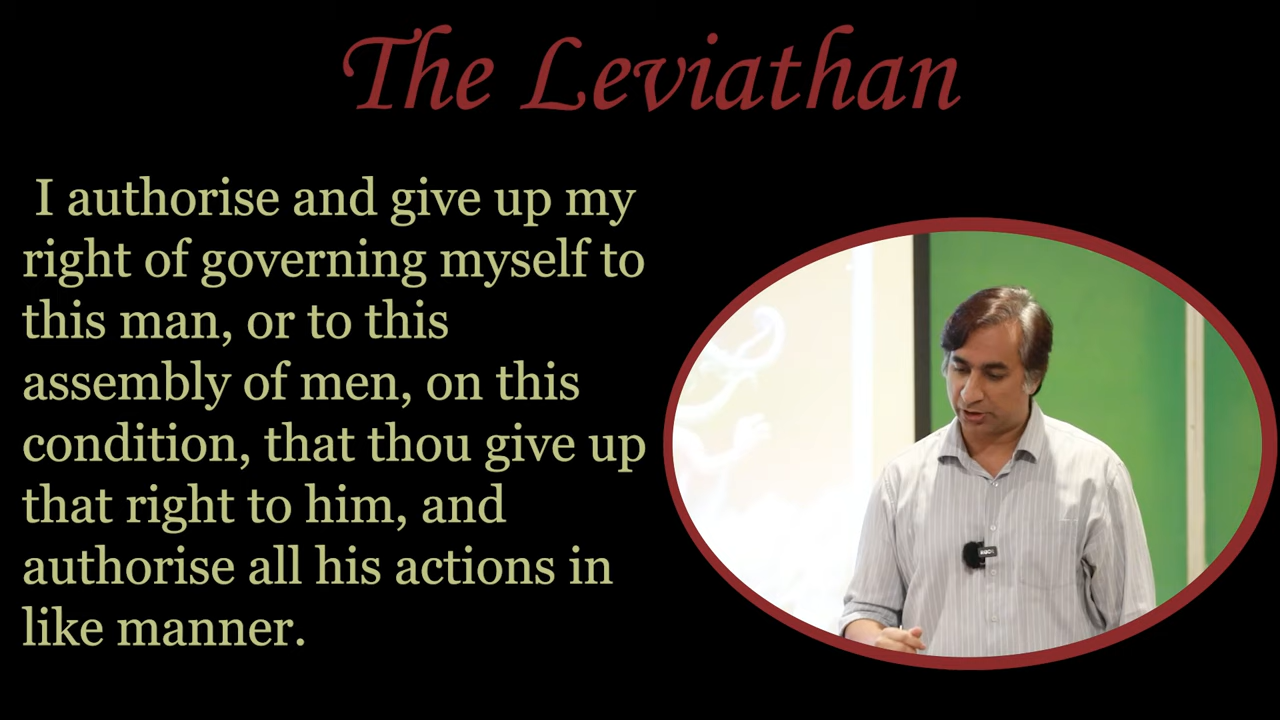 The Leviathan
I authorise and give up my
right of governing myself to
this man, or to this
assembly of men, on this
condition, that thou give up
that right to him, and
authorise all his actions in
like manner.